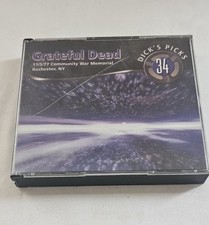 Grateful Dead
11/5/77 Community War Memorial
Rochester, NY
DICK'S PICKS
34